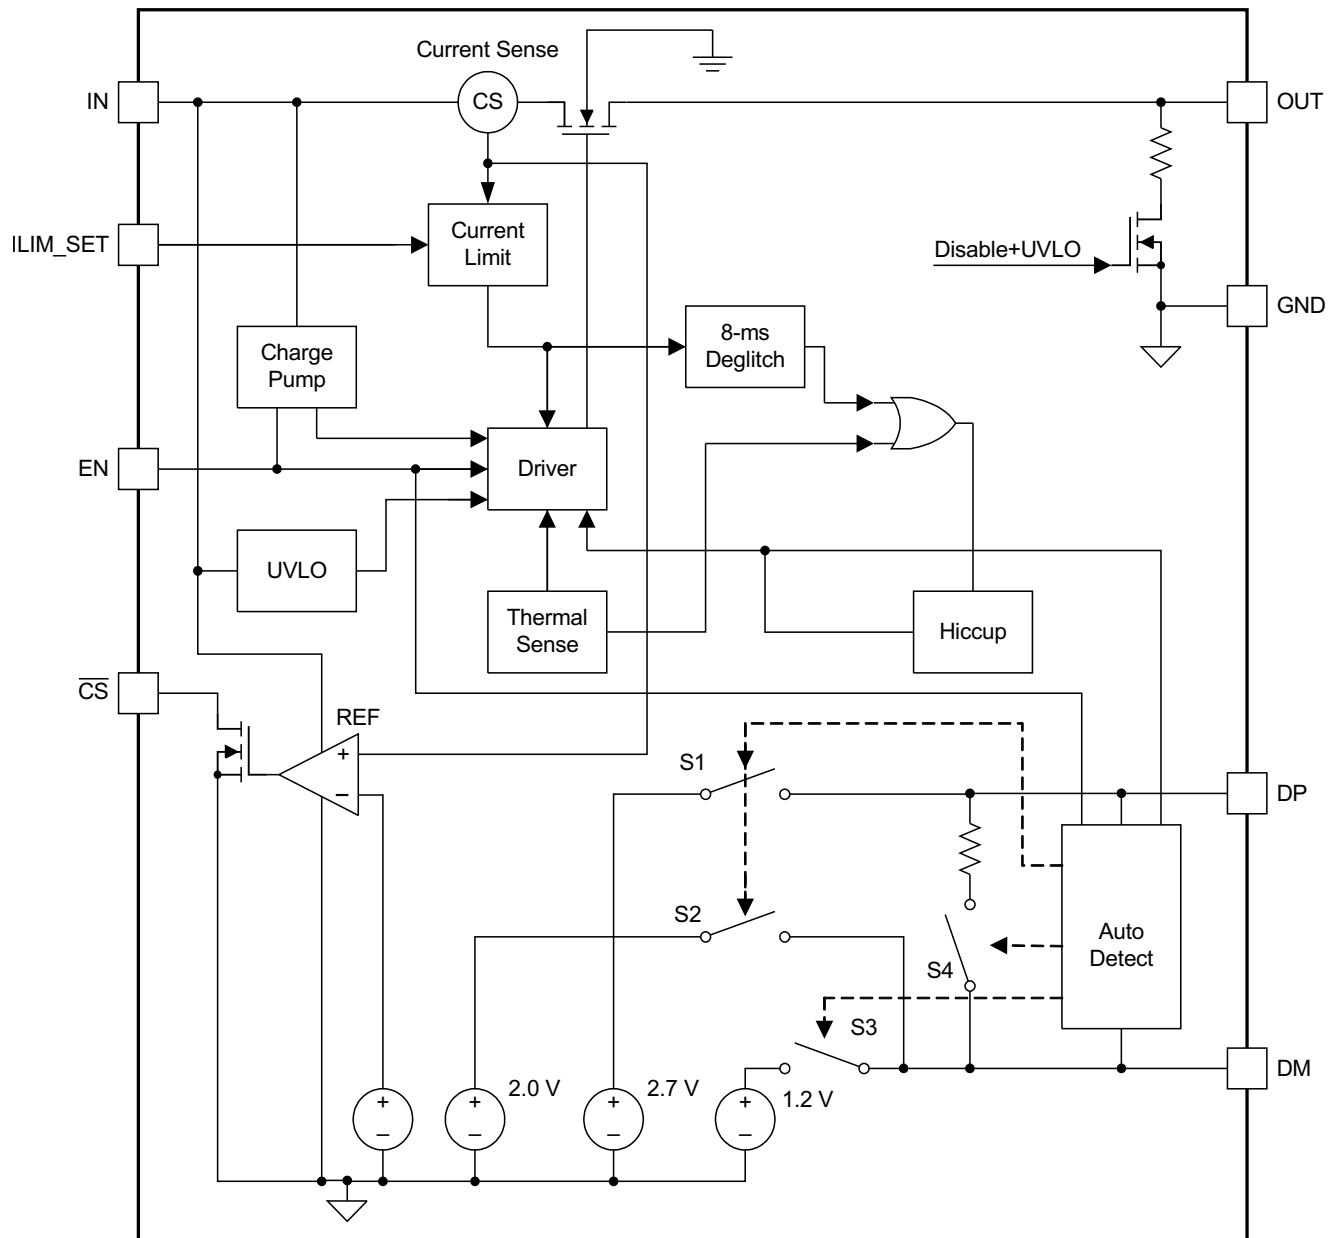 Current Sense
IN
CS
OUT
ILIM_SET
Current
Limit
Disable+UVLO
GND
8-ms
Deglitch
Charge
Pump
EN
Driver
UVLO
Thermal
Sense
Hiccup
C̅S̅
REF
+
–
S1
DP
S2
Auto
Detect
S4
S3
DM
+
–
+
–
2.0 V
+
–
2.7 V
+
–
1.2 V